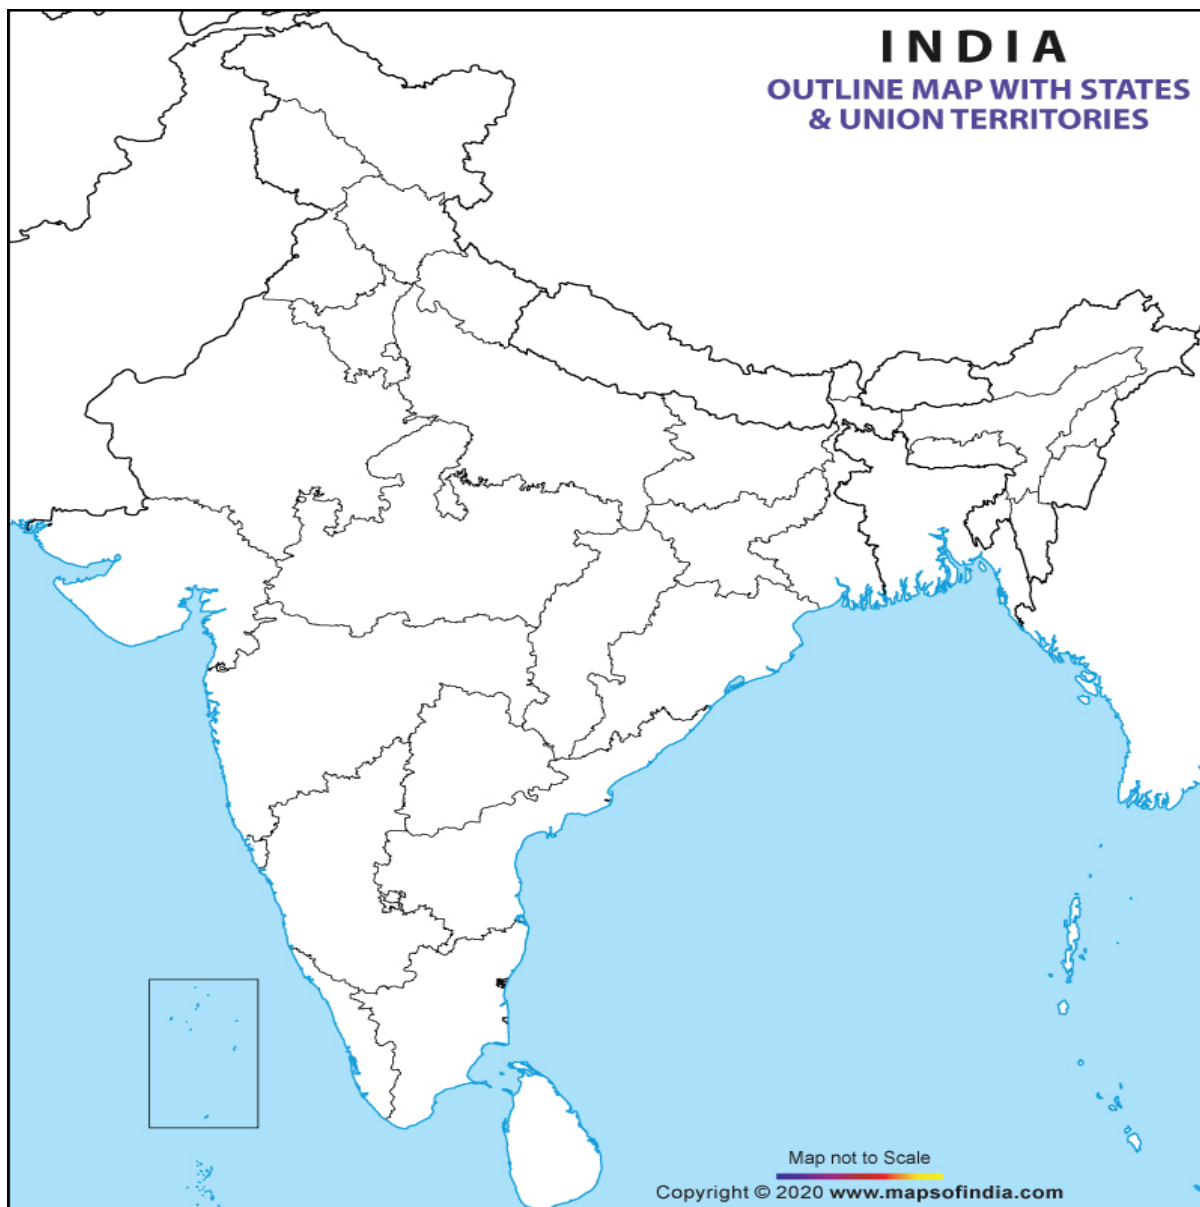 INDIA
OUTLINE MAP WITH STATES
& UNION TERRITORIES
Map not to Scale
Copyright © 2020 www.mapsofindia.com